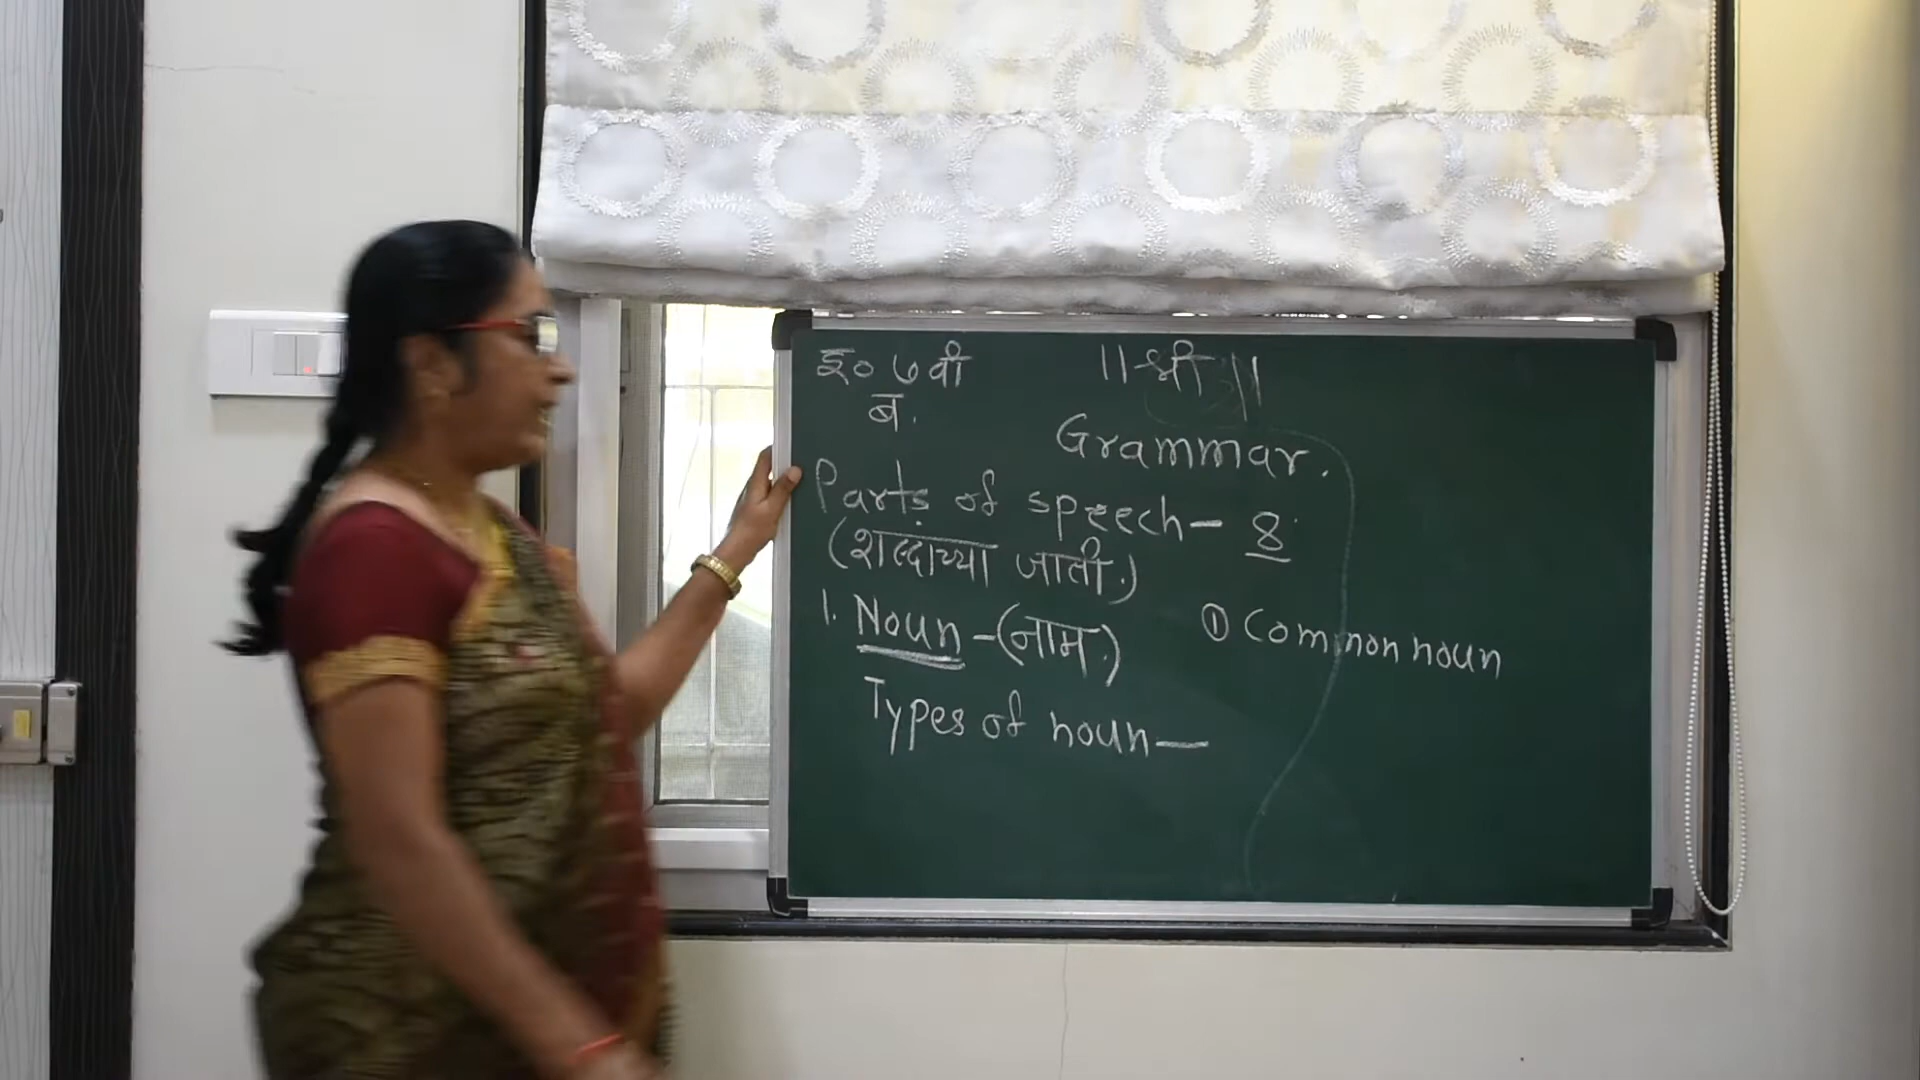 इ० ७वी
ब.
॥श्री॥
Grammar.
Parts of speech– 8
(शब्दांच्या जाती.)
1. Noun -(नाम.)
① Common noun
Types of noun—